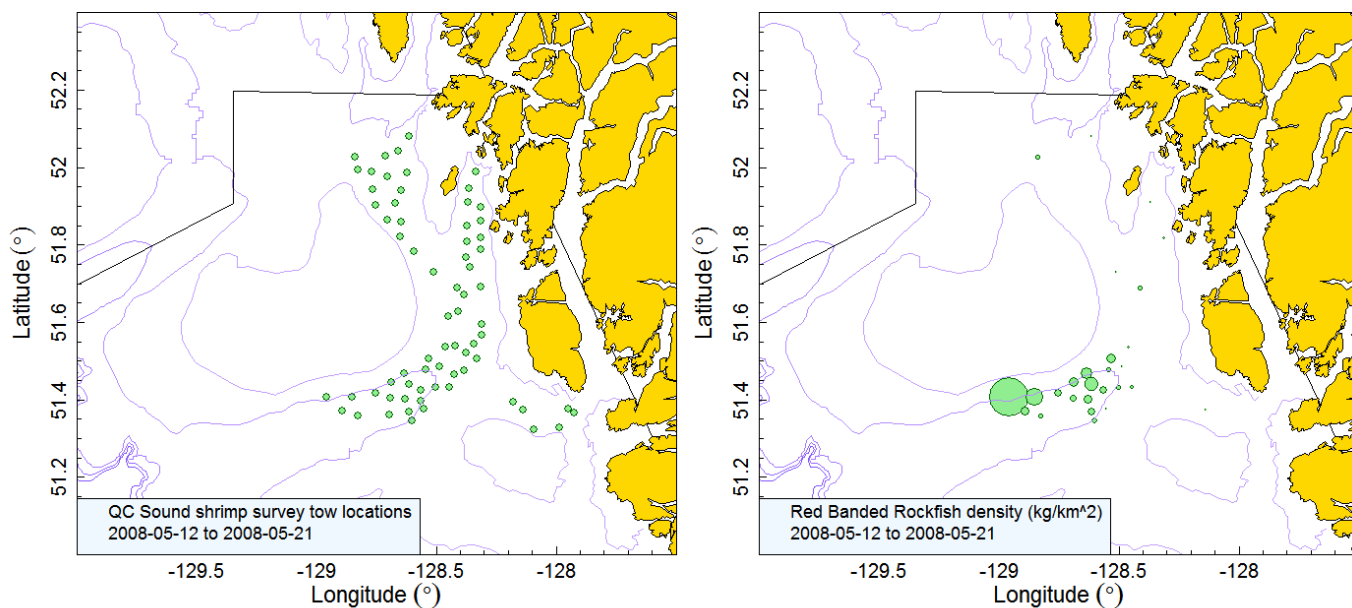 52.2
52
51.8
51.6
51.4
51.2
Latitude (°)
QC Sound shrimp survey tow locations
2008-05-12 to 2008-05-21
-129.5
-129
-128.5
-128
Longitude (°)
52.2
52
51.8
51.6
51.4
51.2
Latitude (°)
Red Banded Rockfish density (kg/km^2)
2008-05-12 to 2008-05-21
-129.5
-129
-128.5
-128
Longitude (°)